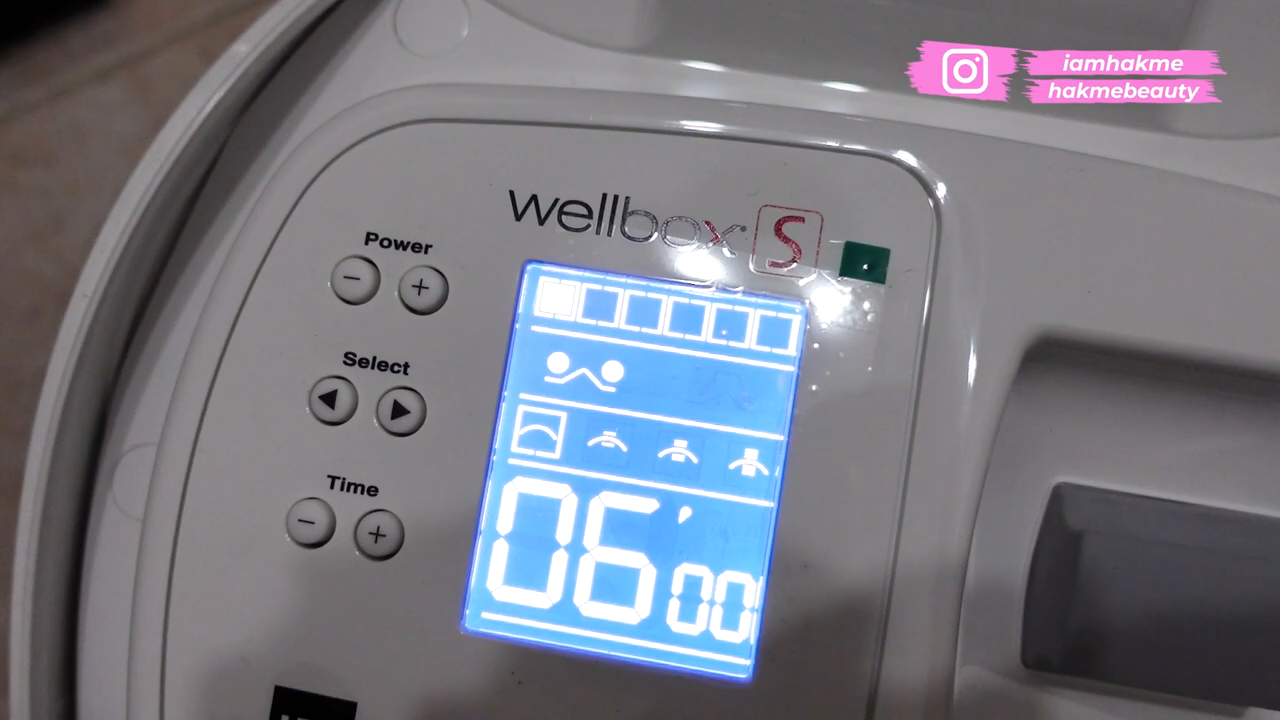 iamhakme
hakmebeauty
wellbox S
Power
− +
Select
Time
− +
06′00